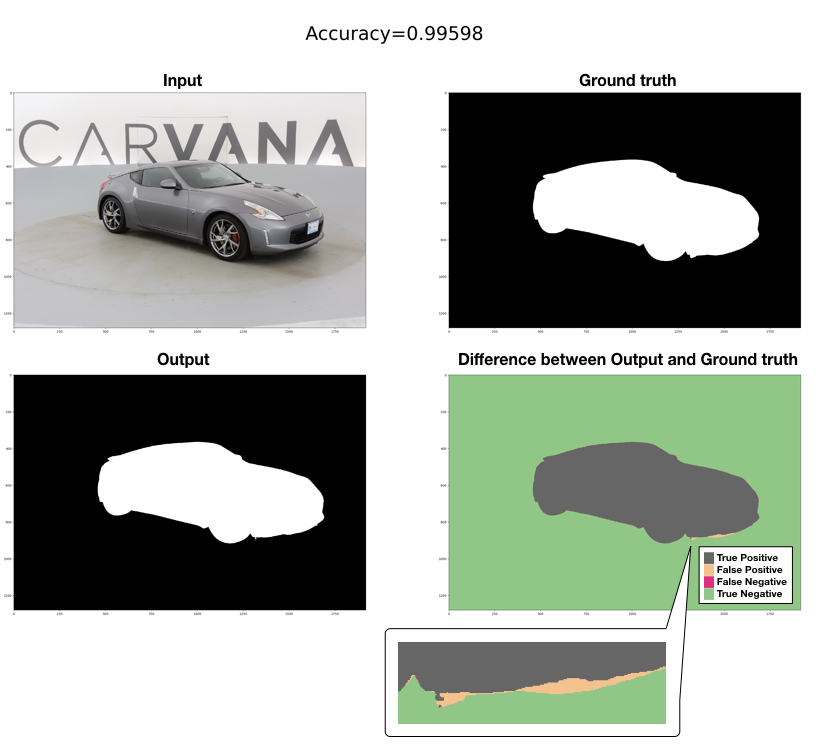 Accuracy=0.99598
Input
Ground truth
CARVANA
Output
Difference between Output and Ground truth
True Positive
False Positive
False Negative
True Negative